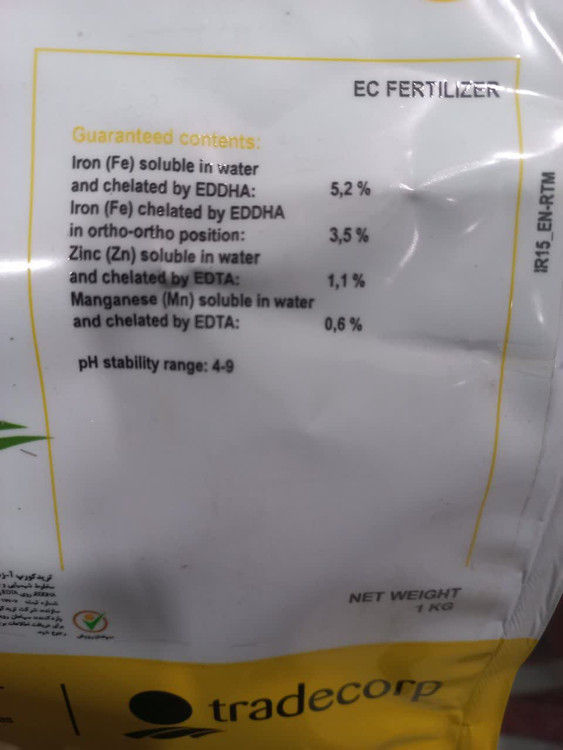 EC FERTILIZER
Guaranteed contents:
Iron (Fe) soluble in water
and chelated by EDDHA: 5,2 %
Iron (Fe) chelated by EDDHA
in ortho-ortho position: 3,5 %
Zinc (Zn) soluble in water
and chelated by EDTA: 1,1 %
Manganese (Mn) soluble in water
and chelated by EDTA: 0,6 %
pH stability range: 4-9
IR15_EN-RTM
NET WEIGHT
1 KG
تریدکورپ
tradecorp